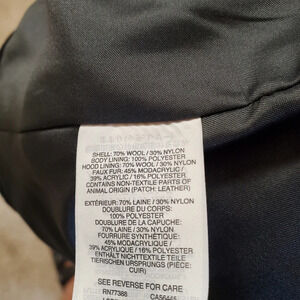 SHELL: 70% WOOL / 30% NYLON
BODY LINING: 100% POLYESTER
HOOD LINING: 70% WOOL / 30% NYLON
FAUX FUR: 45% MODACRYLIC /
39% ACRYLIC / 16% POLYESTER
CONTAINS NON-TEXTILE PARTS OF
ANIMAL ORIGIN (PATCH: LEATHER)
EXTÉRIEUR: 70% LAINE / 30% NYLON
DOUBLURE DU CORPS:
100% POLYESTER
DOUBLURE DE LA CAPUCHE:
70% LAINE / 30% NYLON
FOURRURE SYNTHÉTIQUE:
45% MODACRYLIQUE /
39% ACRYLIQUE / 16% POLYESTER
ENTHÄLT NICHTTEXTILE TEILE
TIERISCHEN URSPRUNGS (PIÈCE:
CUIR)
SEE REVERSE FOR CARE
RN77388